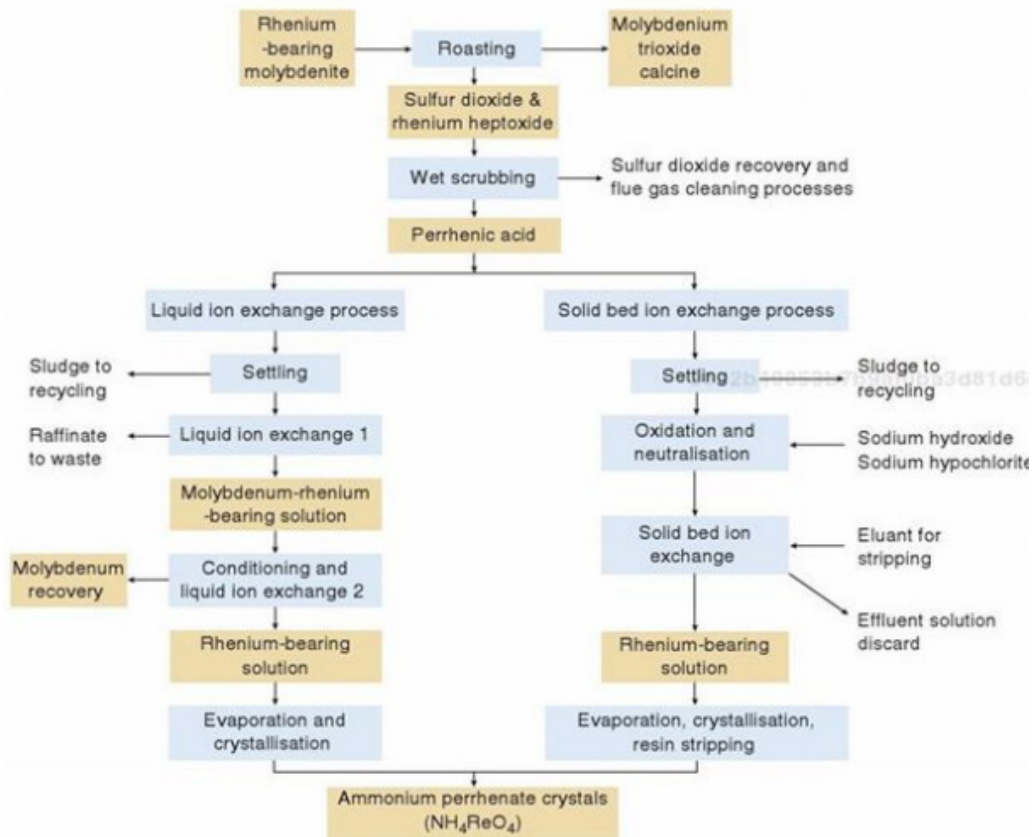 Rhenium
-bearing
molybdenite
Roasting
Molybdenium
trioxide
calcine
Sulfur dioxide &
rhenium heptoxide
Wet scrubbing
Sulfur dioxide recovery and
flue gas cleaning processes
Perrhenic acid
Liquid ion exchange process
Solid bed ion exchange process
Sludge to
recycling
Settling
Settling
Sludge to
recycling
Raffinate
to waste
Liquid ion exchange 1
Oxidation and
neutralisation
Sodium hydroxide
Sodium hypochlorite
Molybdenum-rhenium
-bearing solution
Solid bed ion
exchange
Eluant for
stripping
Molybdenum
recovery
Conditioning and
liquid ion exchange 2
Effluent solution
discard
Rhenium-bearing
solution
Rhenium-bearing
solution
Evaporation and
crystallisation
Evaporation, crystallisation,
resin stripping
Ammonium perrhenate crystals
(NH₄ReO₄)